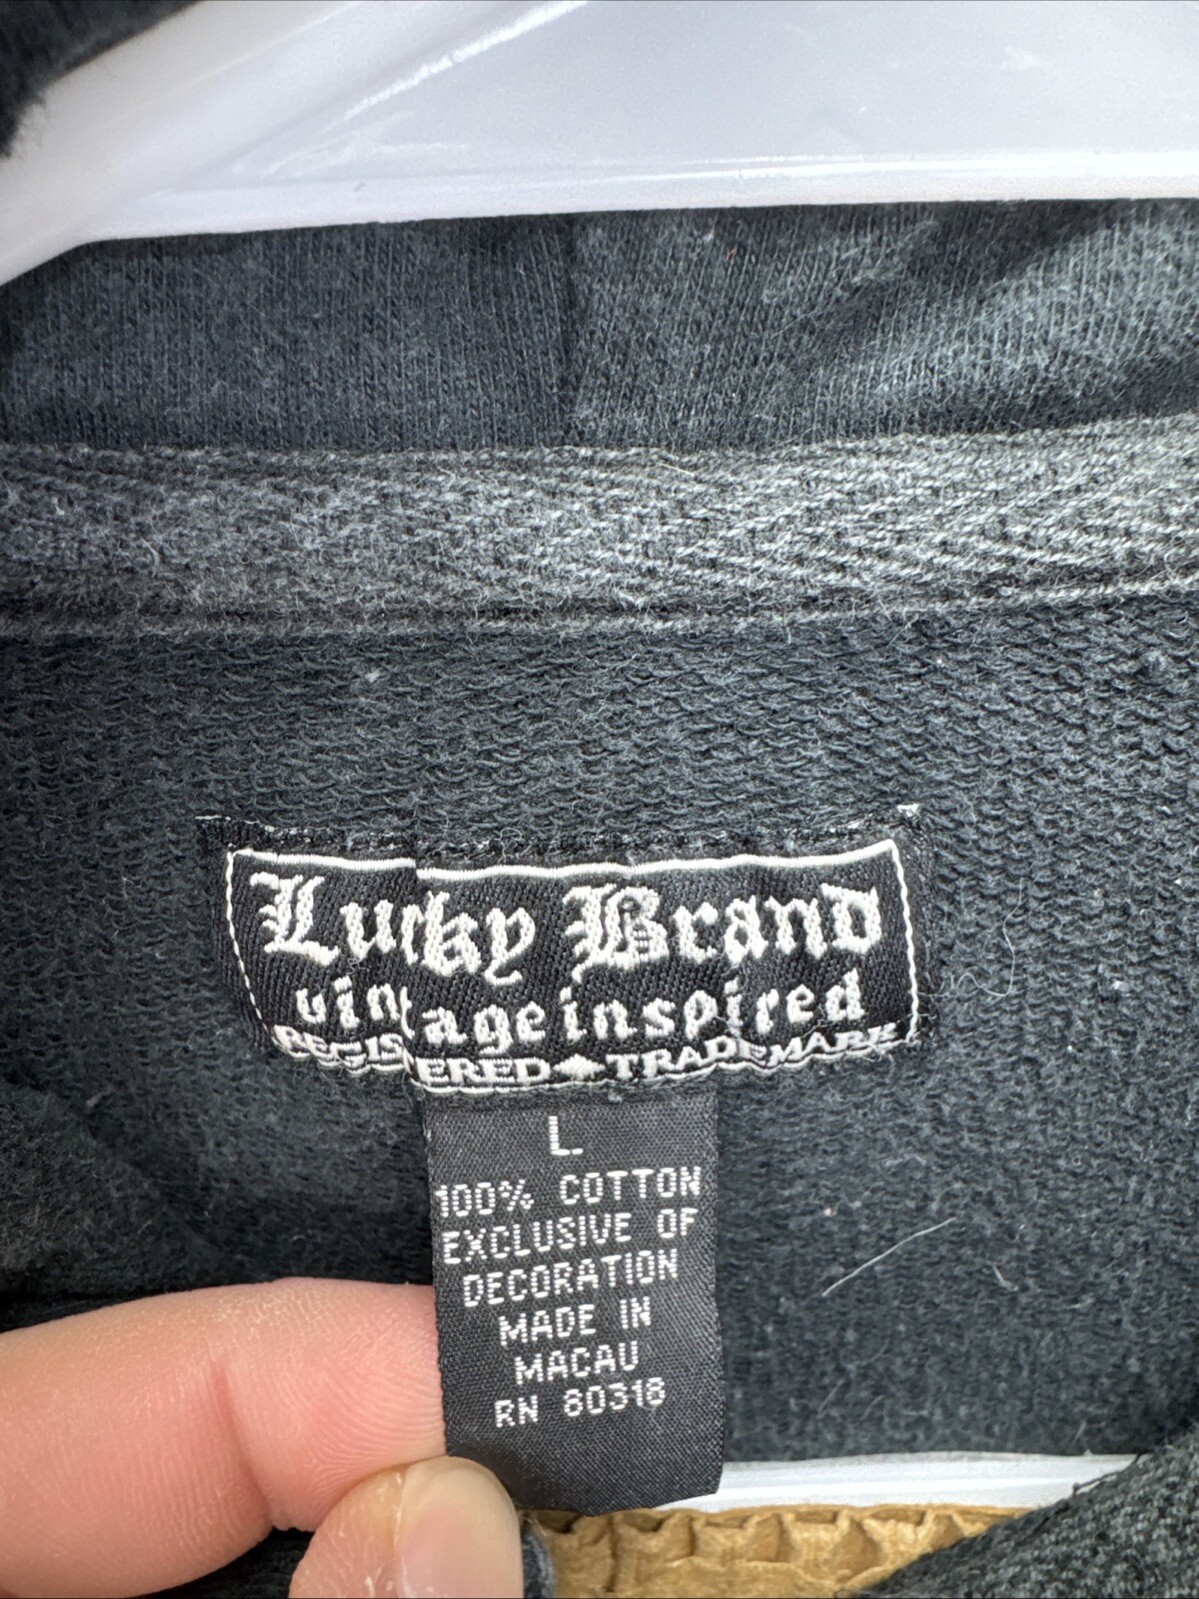 Lucky Brand
vintage inspired
REGISTERED TRADEMARK
L
100% COTTON
EXCLUSIVE OF
DECORATION
MADE IN
MACAU
RN 80318